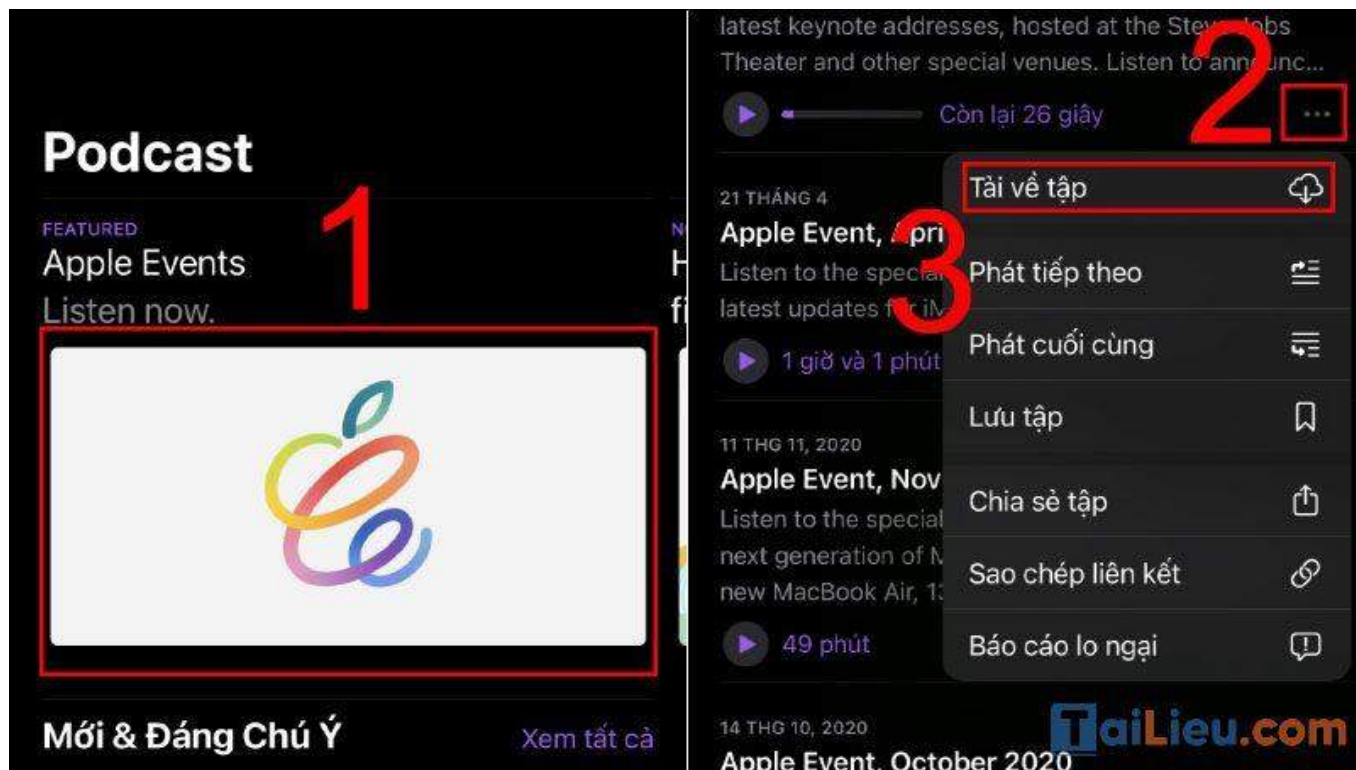 Podcast
1
FEATURED
Apple Events
Listen now.
Mới & Đáng Chú Ý
Xem tất cả
latest keynote addresses, hosted at the Steve Jobs
Theater and other special venues. Listen to announc...
2
Còn lại 26 giây
Tải về tập
21 THÁNG 4
Apple Event, Apri
3
Listen to the special
latest updates for iM
Phát tiếp theo
Phát cuối cùng
1 giờ và 1 phút
Lưu tập
11 THG 11, 2020
Apple Event, Nov
Listen to the special
next generation of M
new MacBook Air, 13
Chia sẻ tập
Sao chép liên kết
49 phút
Báo cáo lo ngại
14 THG 10, 2020
Apple Event, October 2020
TaiLieu.com